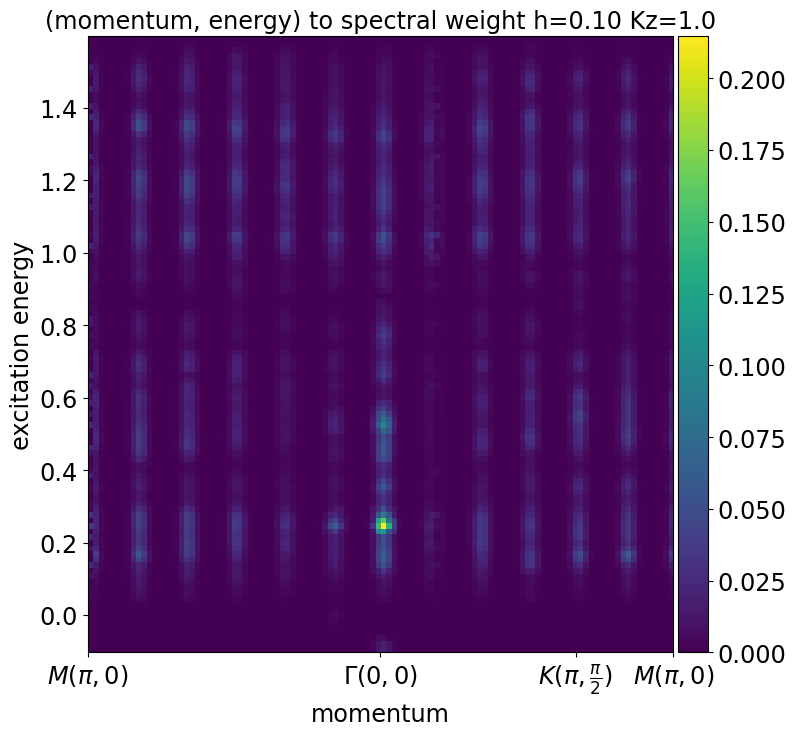 (momentum, energy) to spectral weight h=0.10 Kz=1.0
excitation energy
1.4
1.2
1.0
0.8
0.6
0.4
0.2
0.0
0.200
0.175
0.150
0.125
0.100
0.075
0.050
0.025
0.000
M(π, 0)
Γ(0, 0)
K(π, π/2)
M(π, 0)
momentum